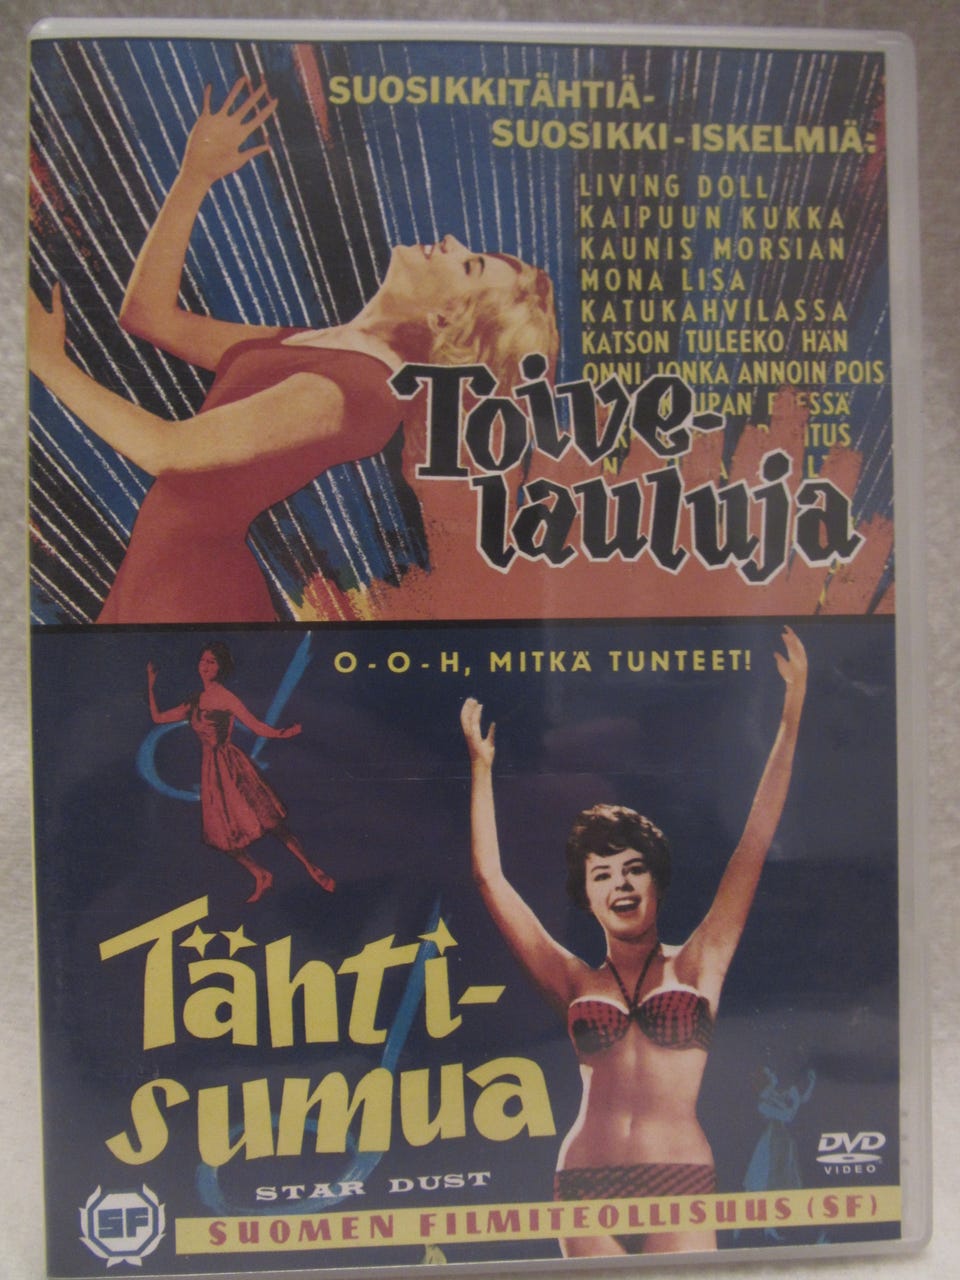 SUOSIKKITÄHTIÄ-
SUOSIKKI-ISKELMIÄ:
LIVING DOLL
KAIPUUN KUKKA
KAUNIS MORSIAN
MONA LISA
KATUKAHVILASSA
KATSON TULEEKO HÄN
ONNI JONKA ANNOIN POIS
Toive-
lauluja
O-O-H, MITKÄ TUNTEET!
Tähti-
sumua
STAR DUST
DVD
VIDEO
SF
SUOMEN FILMITEOLLISUUS (SF)